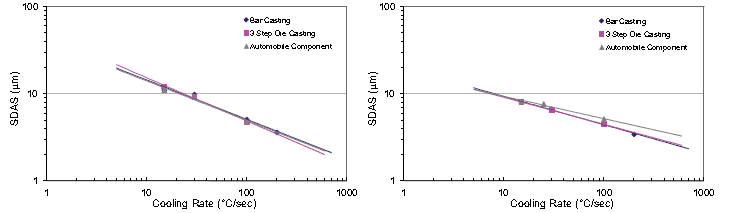 100
10
1
SDAS (µm)
Bar Casting
3-Step Die Casting
Automobile Component
1
10
100
1000
Cooling Rate (°C/sec)
100
10
1
SDAS (µm)
Bar Casting
3-Step Die Casting
Automobile Component
1
10
100
1000
Cooling Rate (°C/sec)